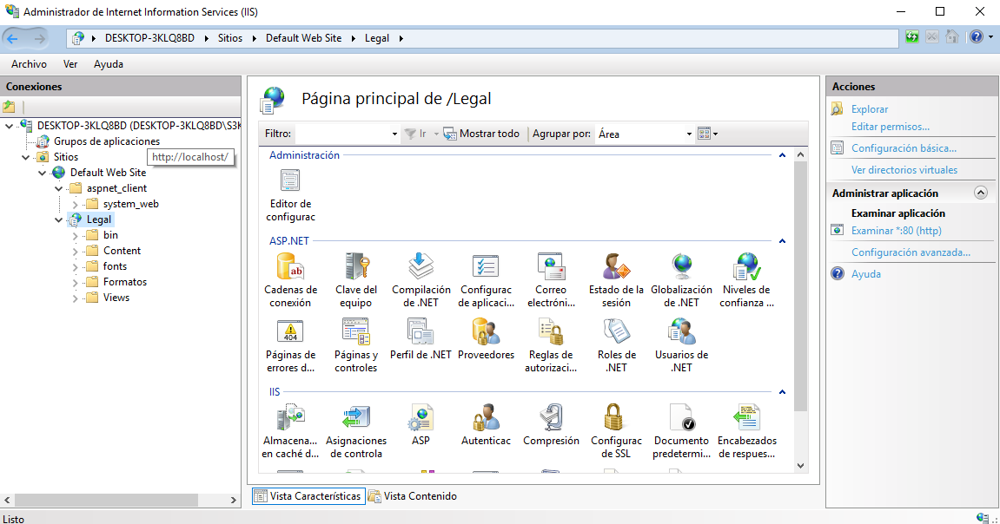 Administrador de Internet Information Services (IIS)
DESKTOP-3KLQ8BD Sitios Default Web Site Legal
Archivo Ver Ayuda
Conexiones
DESKTOP-3KLQ8BD (DESKTOP-3KLQ8BD\S3K
Grupos de aplicaciones
Sitios
http://localhost/
Default Web Site
aspnet_client
system_web
Legal
bin
Content
fonts
Formatos
Views
Página principal de /Legal
Filtro: Ir Mostrar todo Agrupar por: Área
Administración
Editor de
configurac
ASP.NET
Cadenas de
conexión
Clave del
equipo
Compilación
de .NET
Configurac
de aplicaci...
Correo
electróni...
Estado de la
sesión
Globalización
de .NET
Niveles de
confianza ...
404
Páginas de
errores d...
Páginas y
controles
Perfil de .NET
Proveedores
Reglas de
autorizaci...
Roles de
.NET
Usuarios de
.NET
IIS
Almacena...
en caché d...
Asignaciones
de controla
ASP
Autenticac
Compresión
Configurac
de SSL
Documento
predetermi...
Encabezados
de respues...
Vista Características Vista Contenido
Acciones
Explorar
Editar permisos...
Configuración básica...
Ver directorios virtuales
Administrar aplicación
Examinar aplicación
Examinar *:80 (http)
Configuración avanzada...
Ayuda
Listo